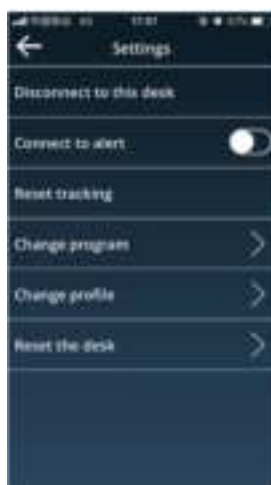 Settings
Disconnect to this desk
Connect to alert
Reset tracking
Change program
Change profile
Reset the desk